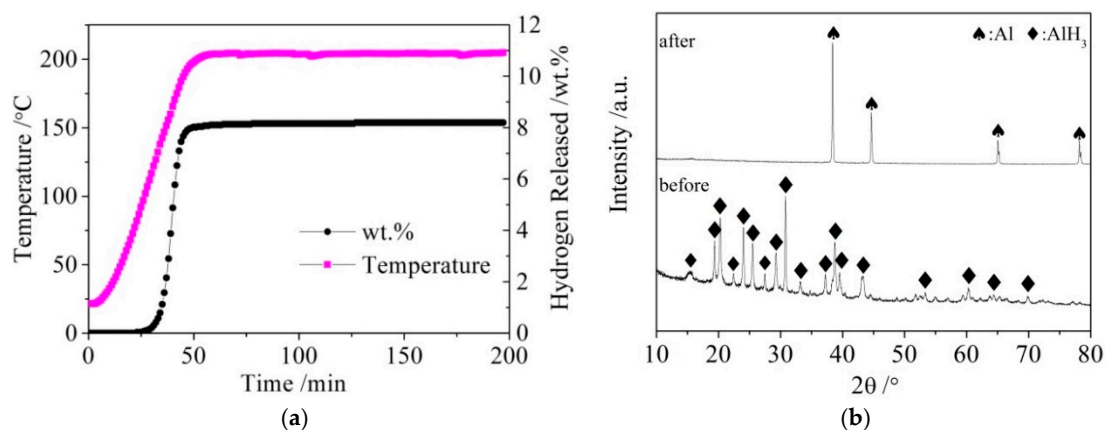 200
150
100
50
0
Temperature /°C
12
10
8
6
4
2
0
Hydrogen Released /wt.%
wt.%
Temperature
0 50 100 150 200
Time /min
(a)
after
♠:Al ♦:AlH₃
before
Intensity /a.u.
10 20 30 40 50 60 70 80
2θ /°
(b)